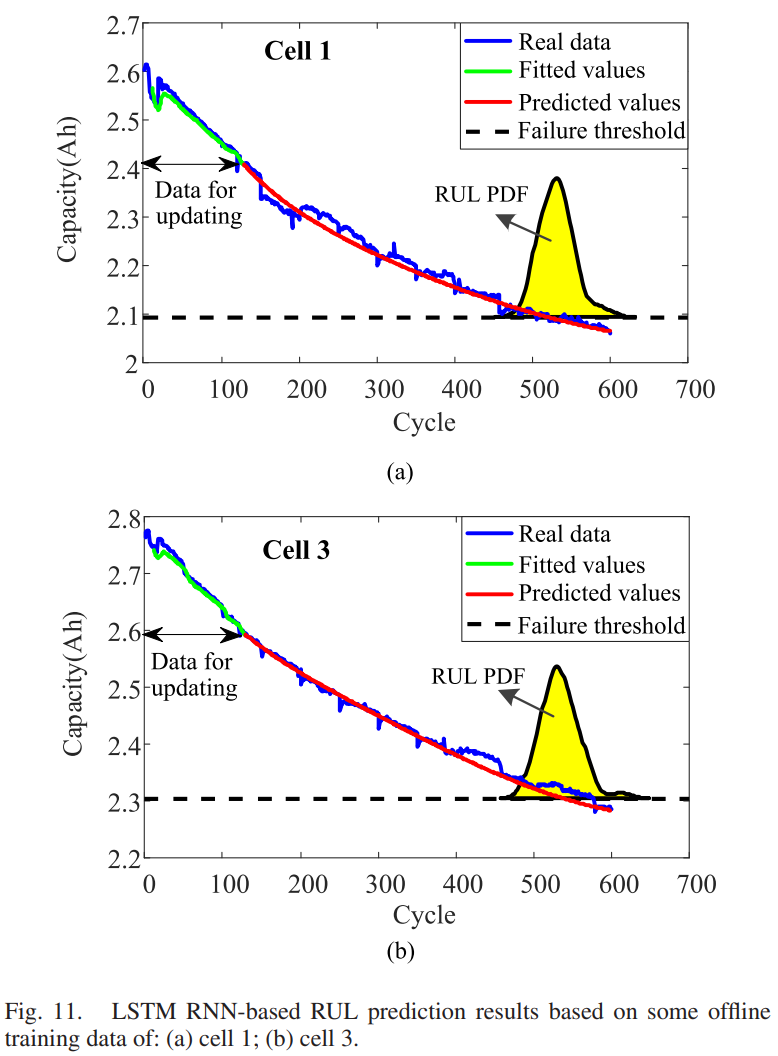 2.7
2.6
2.5
2.4
2.3
2.2
2.1
2
Capacity(Ah)
Cell 1
Real data
Fitted values
Predicted values
Failure threshold
Data for
updating
RUL PDF
0 100 200 300 400 500 600 700
Cycle
(a)
2.8
2.7
2.6
2.5
2.4
2.3
2.2
Capacity(Ah)
Cell 3
Real data
Fitted values
Predicted values
Failure threshold
Data for
updating
RUL PDF
0 100 200 300 400 500 600 700
Cycle
(b)
Fig. 11. LSTM RNN-based RUL prediction results based on some offline
training data of: (a) cell 1; (b) cell 3.